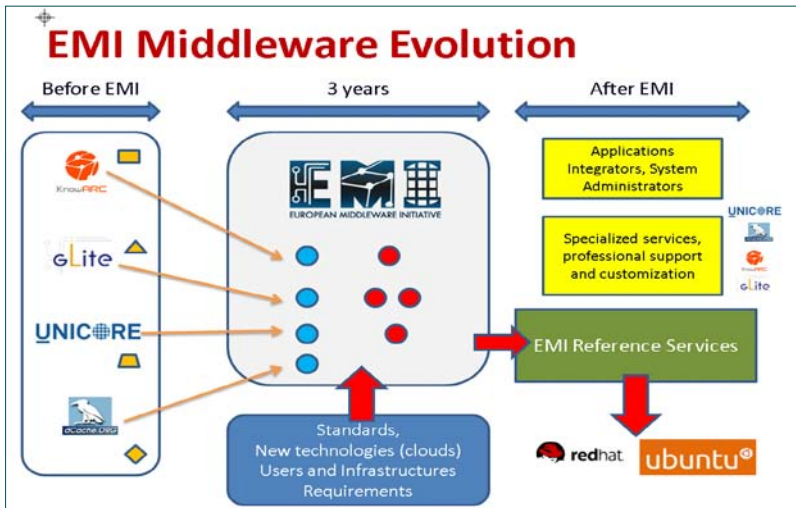 EMI Middleware Evolution
Before EMI
3 years
After EMI
KnowARC
gLite
UNICORE
dCache.ORG
EMI
EUROPEAN MIDDLEWARE INITIATIVE
Standards,
New technologies (clouds)
Users and Infrastructures
Requirements
Applications
Integrators, System
Administrators
Specialized services,
professional support
and customization
UNICORE
KnowARC
gLite
EMI Reference Services
redhat.
ubuntu